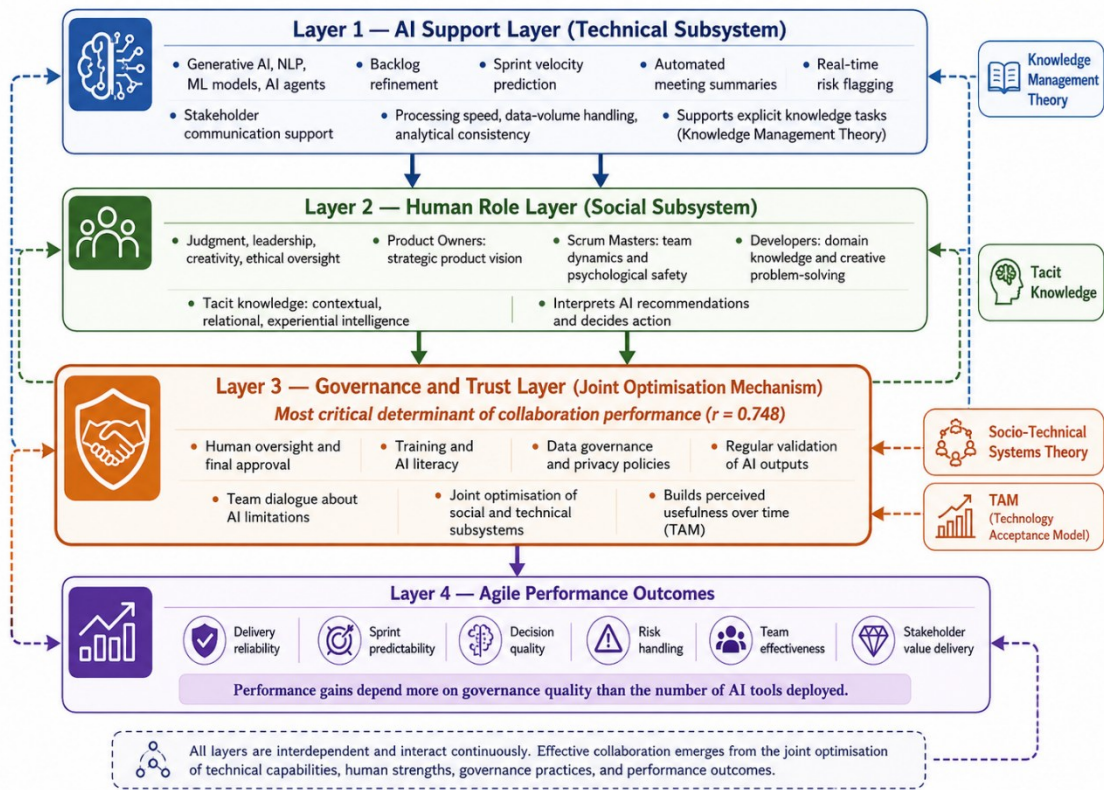 Layer 1 — AI Support Layer (Technical Subsystem)
• Generative AI, NLP,
ML models, AI agents
• Backlog
refinement
• Sprint velocity
prediction
• Automated
meeting summaries
• Real-time
risk flagging
• Stakeholder
communication support
• Processing speed, data-volume handling,
analytical consistency
• Supports explicit knowledge tasks
(Knowledge Management Theory)
Knowledge
Management
Theory
Layer 2 — Human Role Layer (Social Subsystem)
• Judgment, leadership,
creativity, ethical oversight
• Product Owners:
strategic product vision
• Scrum Masters: team
dynamics and
psychological safety
• Developers: domain
knowledge and creative
problem-solving
• Tacit knowledge: contextual,
relational, experiential intelligence
• Interprets AI recommendations
and decides action
Tacit
Knowledge
Layer 3 — Governance and Trust Layer (Joint Optimisation Mechanism)
Most critical determinant of collaboration performance (r = 0.748)
• Human oversight and
final approval
• Training and
AI literacy
• Data governance
and privacy policies
• Regular validation
of AI outputs
• Team dialogue about
AI limitations
• Joint optimisation of
social and technical
subsystems
• Builds perceived
usefulness over time
(TAM)
Socio-Technical
Systems Theory
TAM
(Technology
Acceptance Model)
Layer 4 — Agile Performance Outcomes
Delivery
reliability
Sprint
predictability
Decision
quality
Risk
handling
Team
effectiveness
Stakeholder
value delivery
Performance gains depend more on governance quality than the number of AI tools deployed.
All layers are interdependent and interact continuously. Effective collaboration emerges from the joint optimisation
of technical capabilities, human strengths, governance practices, and performance outcomes.